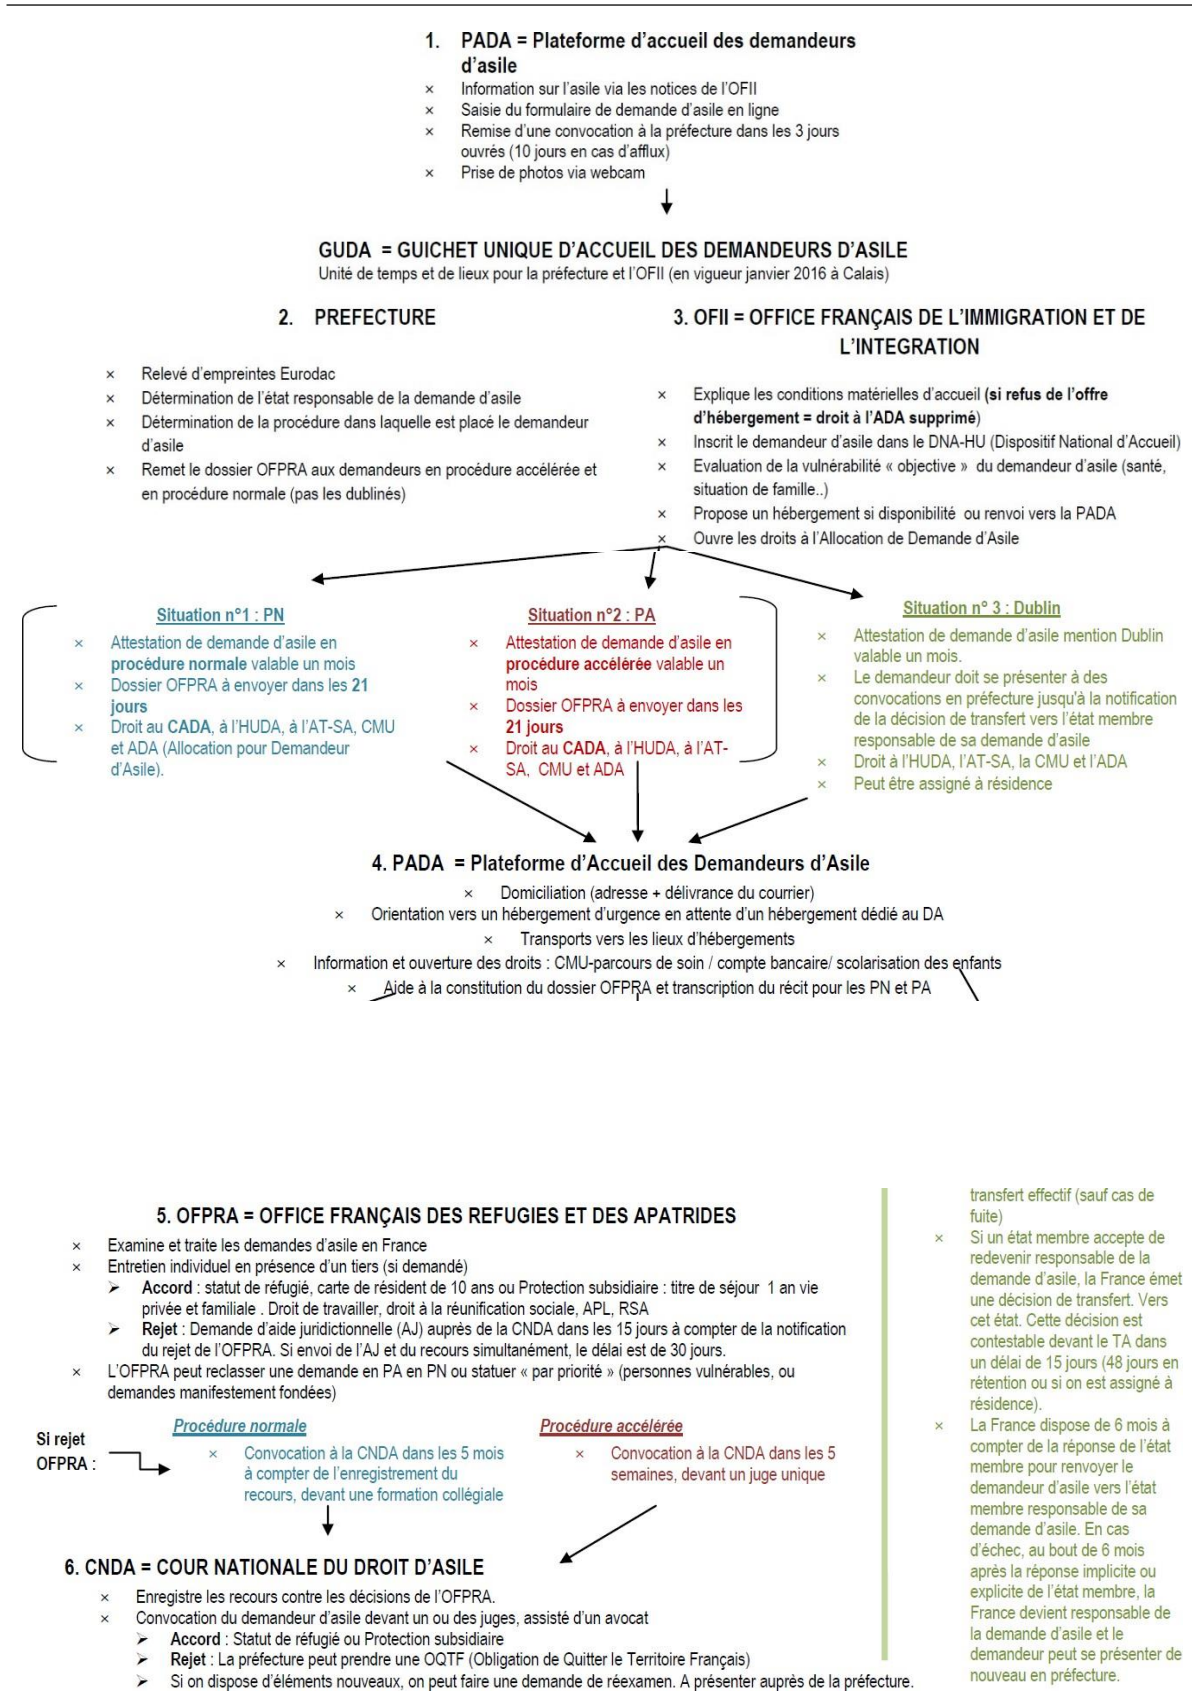 1. PADA = Plateforme d'accueil des demandeurs
d'asile
× Information sur l'asile via les notices de l'OFII
× Saisie du formulaire de demande d'asile en ligne
× Remise d'une convocation à la préfecture dans les 3 jours
ouvrés (10 jours en cas d'afflux)
× Prise de photos via webcam
GUDA = GUICHET UNIQUE D'ACCUEIL DES DEMANDEURS D'ASILE
Unité de temps et de lieux pour la préfecture et l'OFII (en vigueur janvier 2016 à Calais)
2. PREFECTURE
× Relevé d'empreintes Eurodac
× Détermination de l'état responsable de la demande d'asile
× Détermination de la procédure dans laquelle est placé le demandeur
d'asile
× Remet le dossier OFPRA aux demandeurs en procédure accélérée et
en procédure normale (pas les dublinés)
3. OFII = OFFICE FRANÇAIS DE L'IMMIGRATION ET DE
L'INTEGRATION
× Explique les conditions matérielles d'accueil (si refus de l'offre
d'hébergement = droit à l'ADA supprimé)
× Inscrit le demandeur d'asile dans le DNA-HU (Dispositif National d'Accueil)
× Evaluation de la vulnérabilité « objective » du demandeur d'asile (santé,
situation de famille..)
× Propose un hébergement si disponibilité ou renvoi vers la PADA
× Ouvre les droits à l'Allocation de Demande d'Asile
Situation n°1 : PN
× Attestation de demande d'asile en
procédure normale valable un mois
× Dossier OFPRA à envoyer dans les 21
jours
× Droit au CADA, à l'HUDA, à l'AT-SA, CMU
et ADA (Allocation pour Demandeur
d'Asile).
Situation n°2 : PA
× Attestation de demande d'asile en
procédure accélérée valable un
mois
× Dossier OFPRA à envoyer dans les
21 jours
× Droit au CADA, à l'HUDA, à l'AT-
SA, CMU et ADA
Situation n° 3 : Dublin
× Attestation de demande d'asile mention Dublin
valable un mois.
× Le demandeur doit se présenter à des
convocations en préfecture jusqu'à la notification
de la décision de transfert vers l'état membre
responsable de sa demande d'asile
× Droit à l'HUDA, l'AT-SA, la CMU et l'ADA
× Peut être assigné à résidence
4. PADA = Plateforme d'Accueil des Demandeurs d'Asile
× Domiciliation (adresse + délivrance du courrier)
× Orientation vers un hébergement d'urgence en attente d'un hébergement dédié au DA
× Transports vers les lieux d'hébergements
× Information et ouverture des droits : CMU-parcours de soin / compte bancaire/ scolarisation des enfants
× Aide à la constitution du dossier OFPRA et transcription du récit pour les PN et PA
5. OFPRA = OFFICE FRANÇAIS DES REFUGIES ET DES APATRIDES
× Examine et traite les demandes d'asile en France
× Entretien individuel en présence d'un tiers (si demandé)
➢ Accord : statut de réfugié, carte de résident de 10 ans ou Protection subsidiaire : titre de séjour 1 an vie
privée et familiale . Droit de travailler, droit à la réunification sociale, APL, RSA
➢ Rejet : Demande d'aide juridictionnelle (AJ) auprès de la CNDA dans les 15 jours à compter de la notification
du rejet de l'OFPRA. Si envoi de l'AJ et du recours simultanément, le délai est de 30 jours.
× L'OFPRA peut reclasser une demande en PA en PN ou statuer « par priorité » (personnes vulnérables, ou
demandes manifestement fondées)
Si rejet
OFPRA :
Procédure normale
× Convocation à la CNDA dans les 5 mois
à compter de l'enregistrement du
recours, devant une formation collégiale
Procédure accélérée
× Convocation à la CNDA dans les 5
semaines, devant un juge unique
6. CNDA = COUR NATIONALE DU DROIT D'ASILE
× Enregistre les recours contre les décisions de l'OFPRA.
× Convocation du demandeur d'asile devant un ou des juges, assisté d'un avocat
➢ Accord : Statut de réfugié ou Protection subsidiaire
➢ Rejet : La préfecture peut prendre une OQTF (Obligation de Quitter le Territoire Français)
➢ Si on dispose d'éléments nouveaux, on peut faire une demande de réexamen. A présenter auprès de la préfecture.
transfert effectif (sauf cas de
fuite)
× Si un état membre accepte de
redevenir responsable de la
demande d'asile, la France émet
une décision de transfert. Vers
cet état. Cette décision est
contestable devant le TA dans
un délai de 15 jours (48 jours en
rétention ou si on est assigné à
résidence).
× La France dispose de 6 mois à
compter de la réponse de l'état
membre pour renvoyer le
demandeur d'asile vers l'état
membre responsable de sa
demande d'asile. En cas
d'échec, au bout de 6 mois
après la réponse implicite ou
explicite de l'état membre, la
France devient responsable de
la demande d'asile et le
demandeur peut se présenter de
nouveau en préfecture.